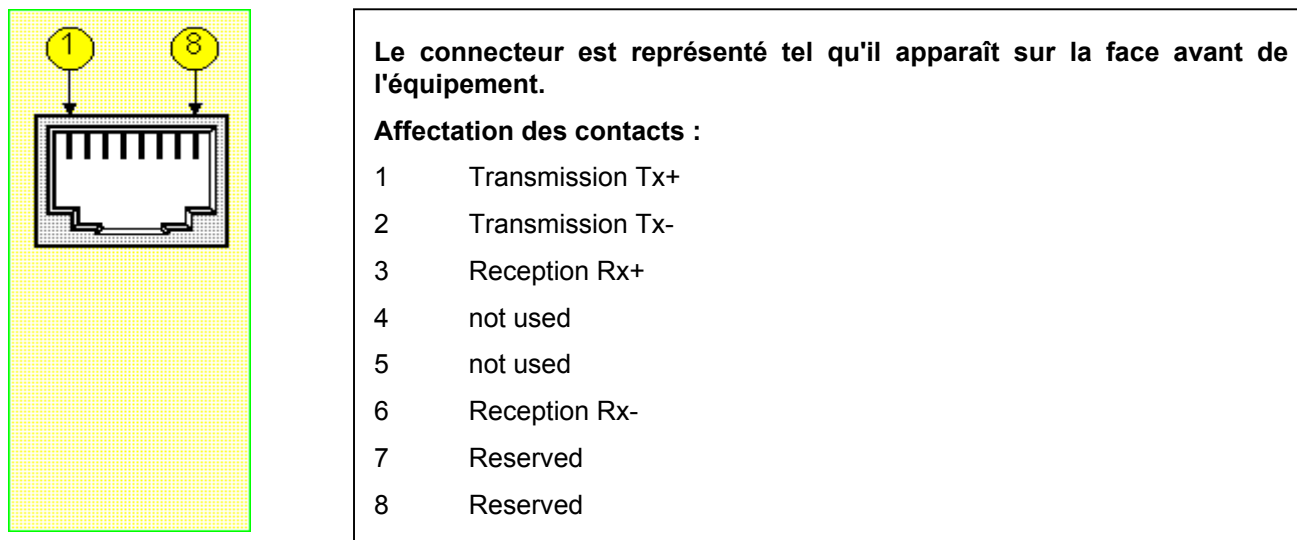 1 8
Le connecteur est représenté tel qu'il apparaît sur la face avant de
l'équipement.
Affectation des contacts :
1 Transmission Tx+
2 Transmission Tx-
3 Reception Rx+
4 not used
5 not used
6 Reception Rx-
7 Reserved
8 Reserved